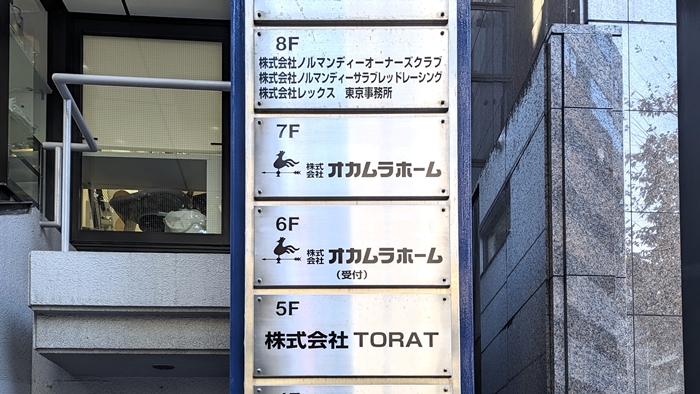 8F
株式会社ノルマンディーオーナーズクラブ
株式会社ノルマンディーサラブレッドレーシング
株式会社レックス 東京事務所
7F
株式会社 オカムラホーム
6F
株式会社 オカムラホーム
(受付)
5F
株式会社 TORAT